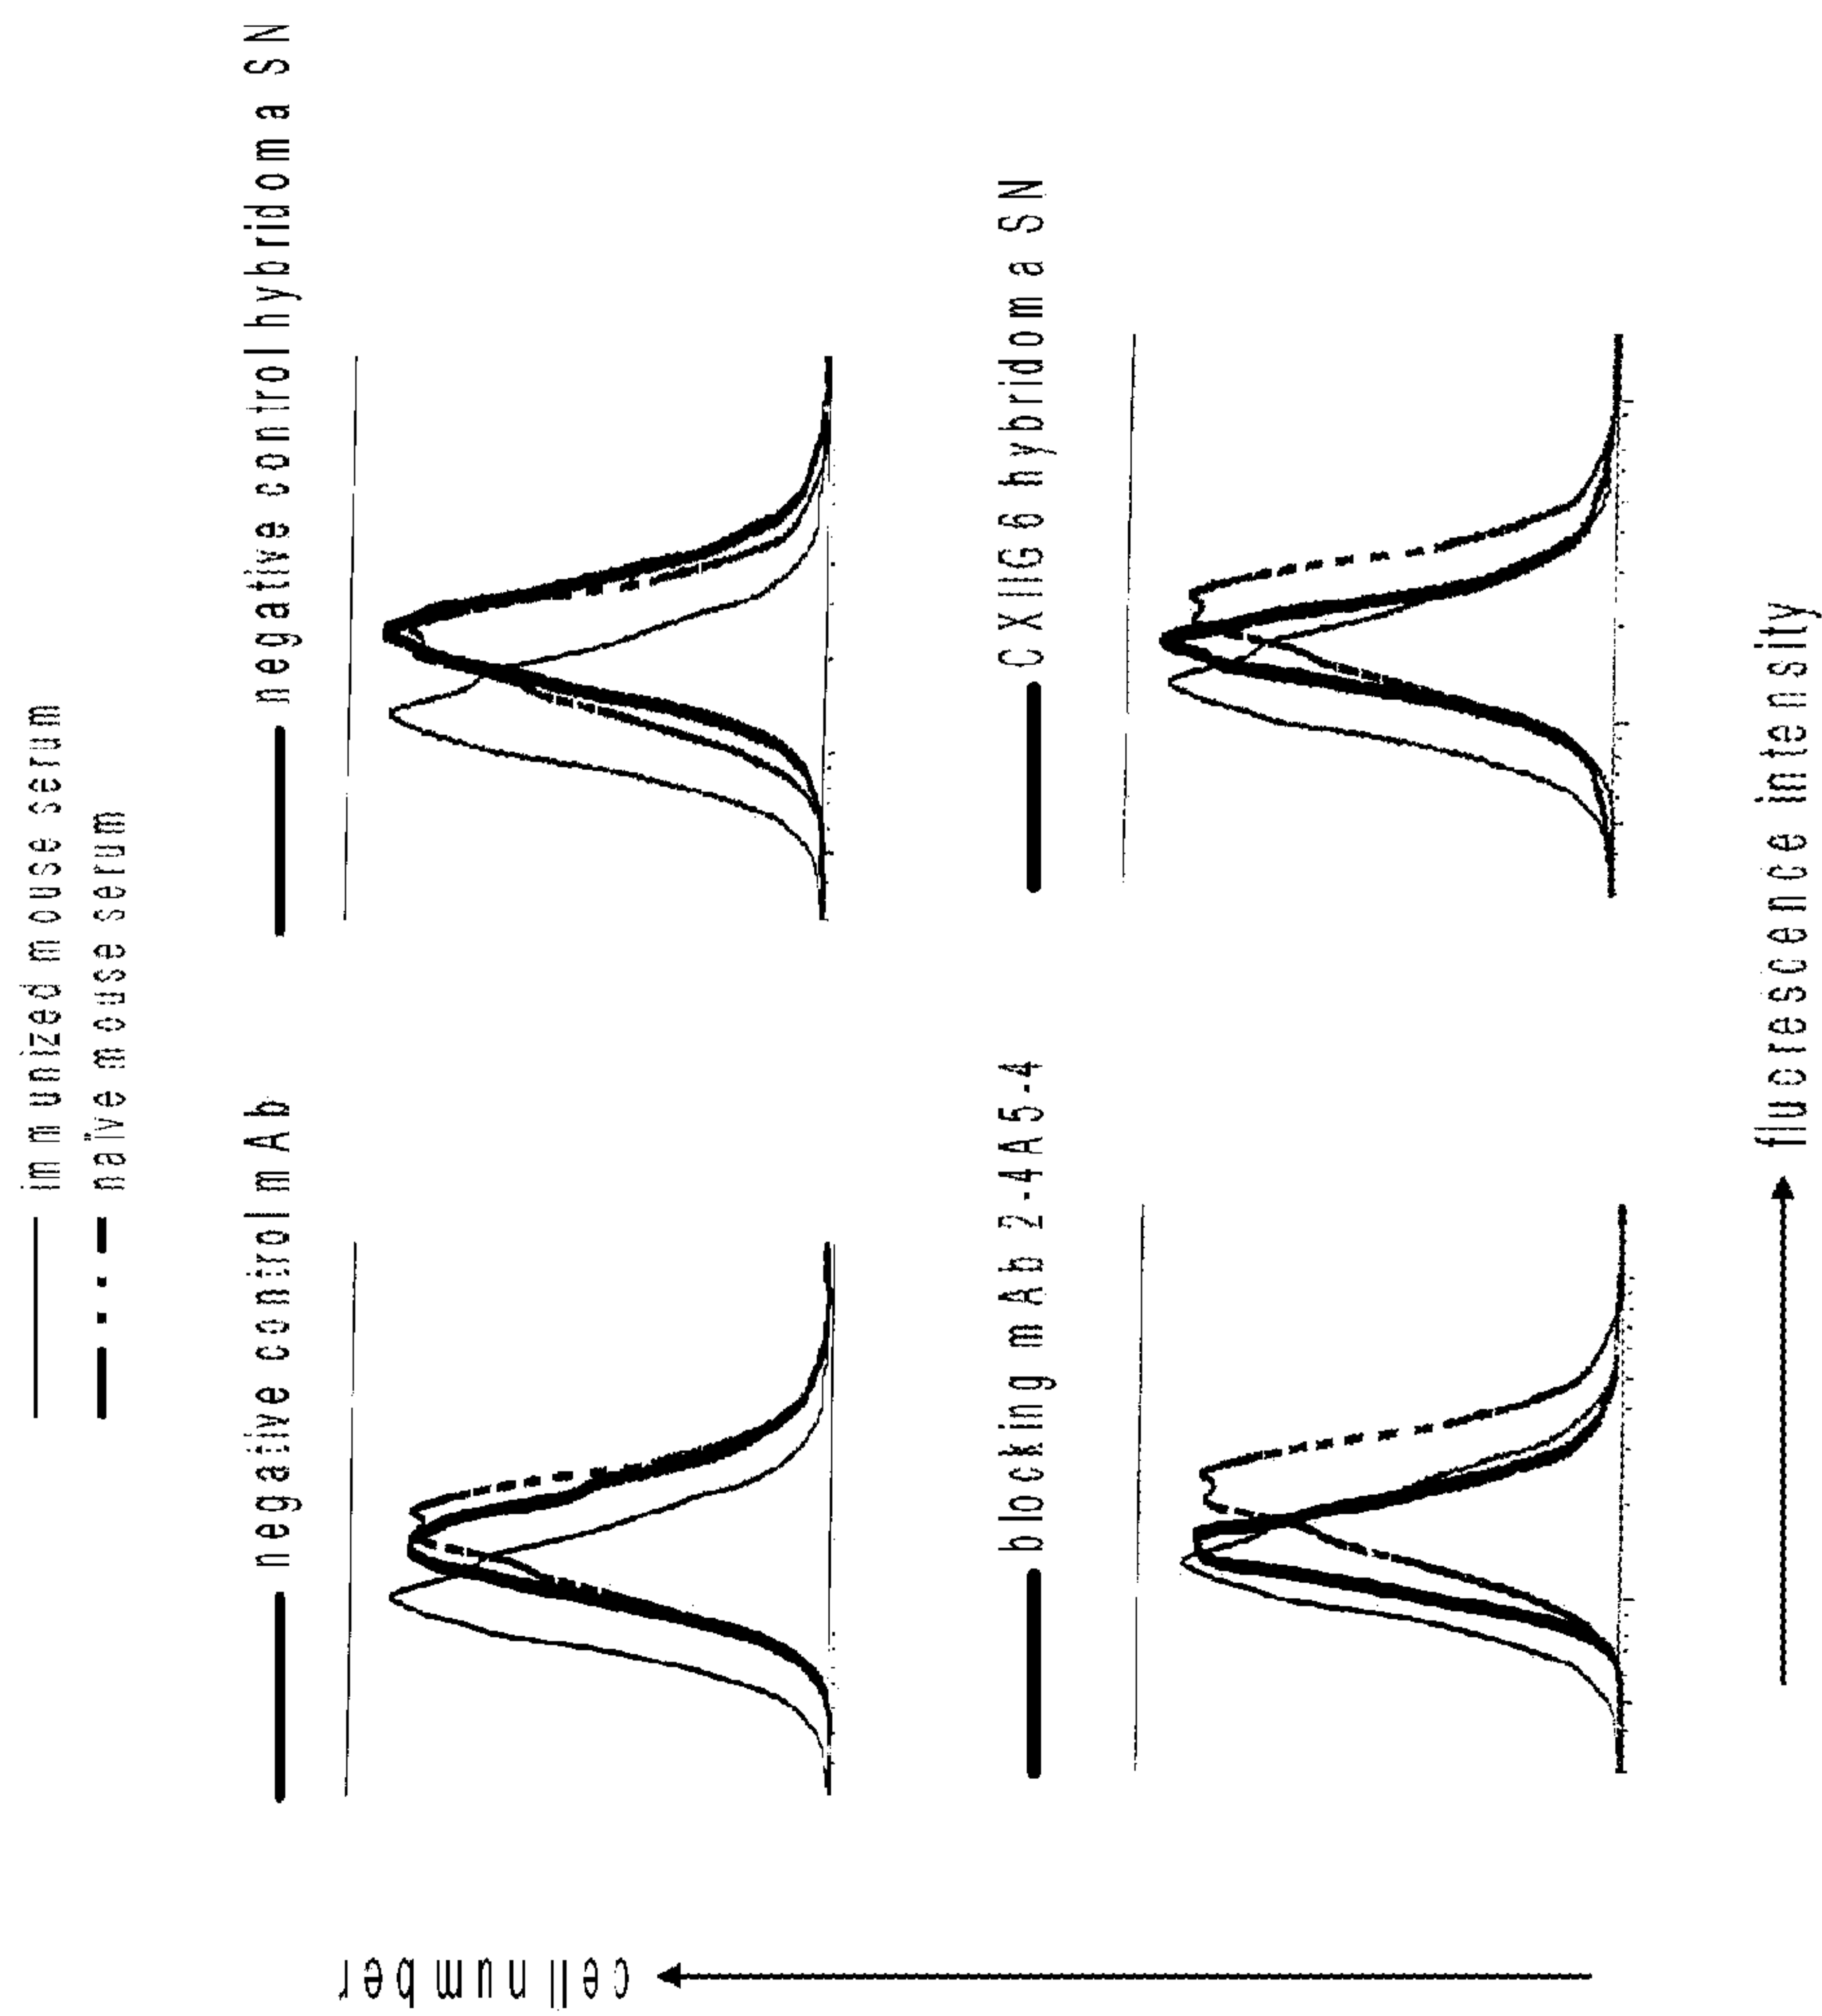 immunized mouse serum
naïve mouse serum
negative control mAb
negative control hybridoma SN
blocking mAb 2-4A5-4
CXIIG6 hybridoma SN
cell number
fluorescence intensity